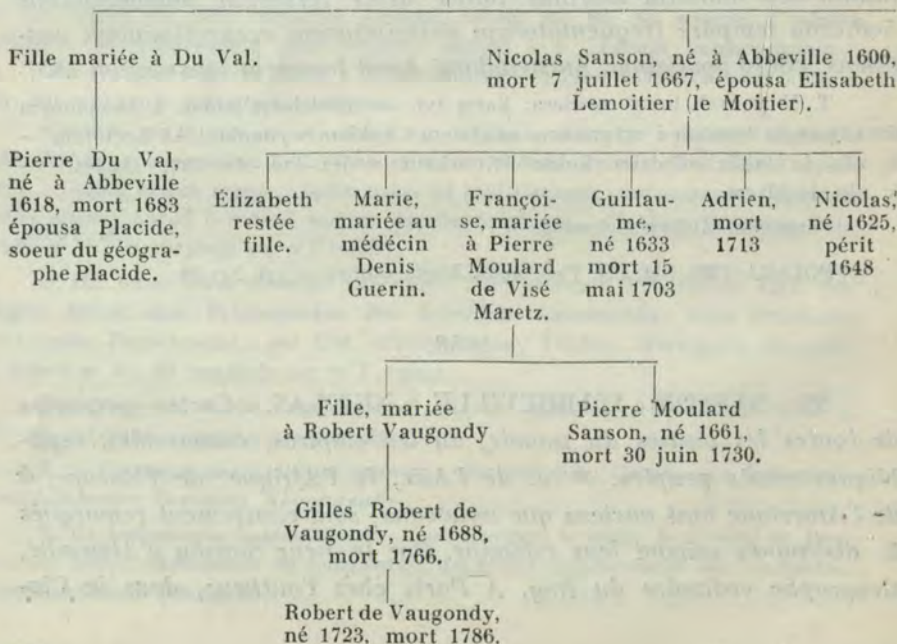 Fille mariée à Du Val.
Nicolas Sanson, né à Abbeville 1600,
mort 7 juillet 1667, épousa Elisabeth
Lemoitier (le Moitier).
Pierre Du Val,
né à Abbeville
1618, mort 1683
épousa Placide,
soeur du géogra-
phe Placide.
Elizabeth
restée
fille.
Marie,
mariée au
médécin
Denis
Guerin.
Françoi-
se, mariée
à Pierre
Moulard
de Visé
Maretz.
Guillau-
me,
né 1633
mort 15
mai 1703
Adrien,
mort
1713
Nicolas,
né 1625,
périt
1648
Fille, mariée
à Robert Vaugondy
Pierre Moulard
Sanson, né 1661,
mort 30 juin 1730.
Gilles Robert de
Vaugondy, né 1688,
mort 1766.
Robert de Vaugondy,
né 1723, mort 1786.